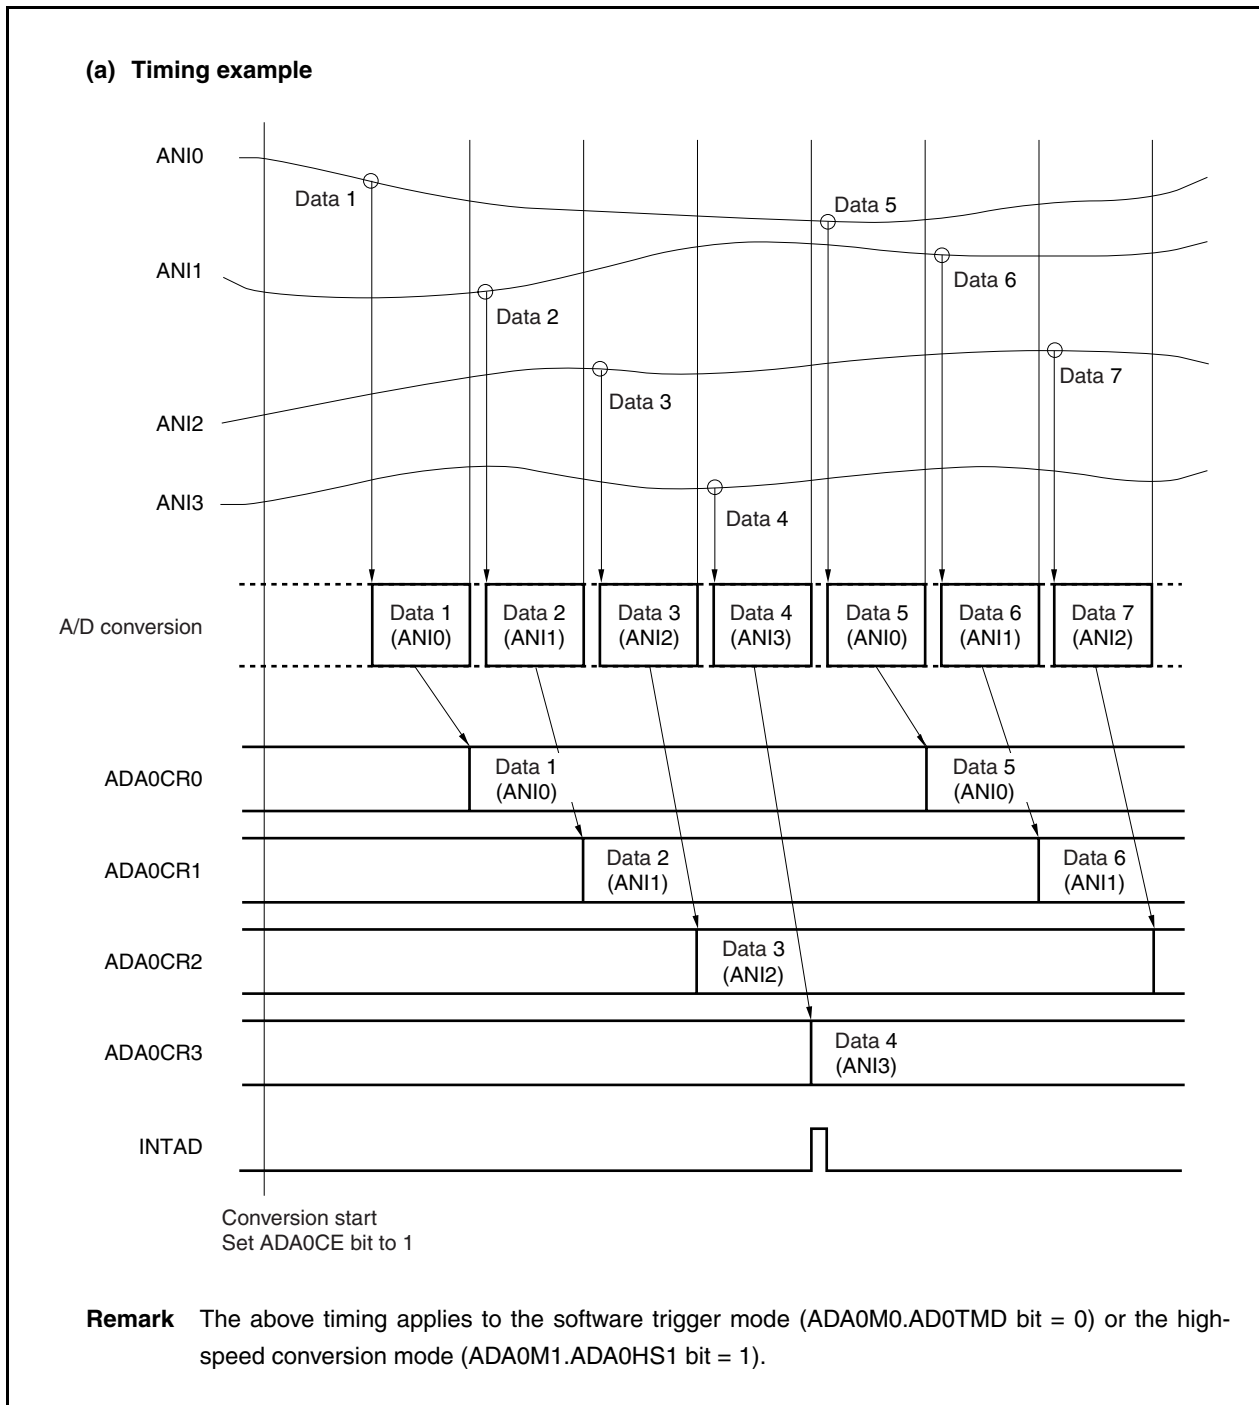 (a) Timing example
ANI0
Data 1
Data 5
ANI1
Data 2
Data 6
ANI2
Data 3
Data 7
ANI3
Data 4
A/D conversion
Data 1
(ANI0)
Data 2
(ANI1)
Data 3
(ANI2)
Data 4
(ANI3)
Data 5
(ANI0)
Data 6
(ANI1)
Data 7
(ANI2)
ADA0CR0
Data 1
(ANI0)
Data 5
(ANI0)
ADA0CR1
Data 2
(ANI1)
Data 6
(ANI1)
ADA0CR2
Data 3
(ANI2)
ADA0CR3
Data 4
(ANI3)
INTAD
Conversion start
Set ADA0CE bit to 1
Remark The above timing applies to the software trigger mode (ADA0M0.AD0TMD bit = 0) or the high-
speed conversion mode (ADA0M1.ADA0HS1 bit = 1).